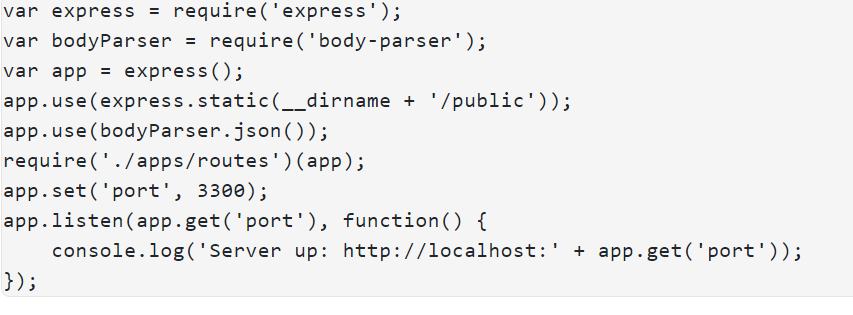 var express = require('express');
var bodyParser = require('body-parser');
var app = express();
app.use(express.static(__dirname + '/public'));
app.use(bodyParser.json());
require('./apps/routes')(app);
app.set('port', 3300);
app.listen(app.get('port'), function() {
    console.log('Server up: http://localhost:' + app.get('port'));
});